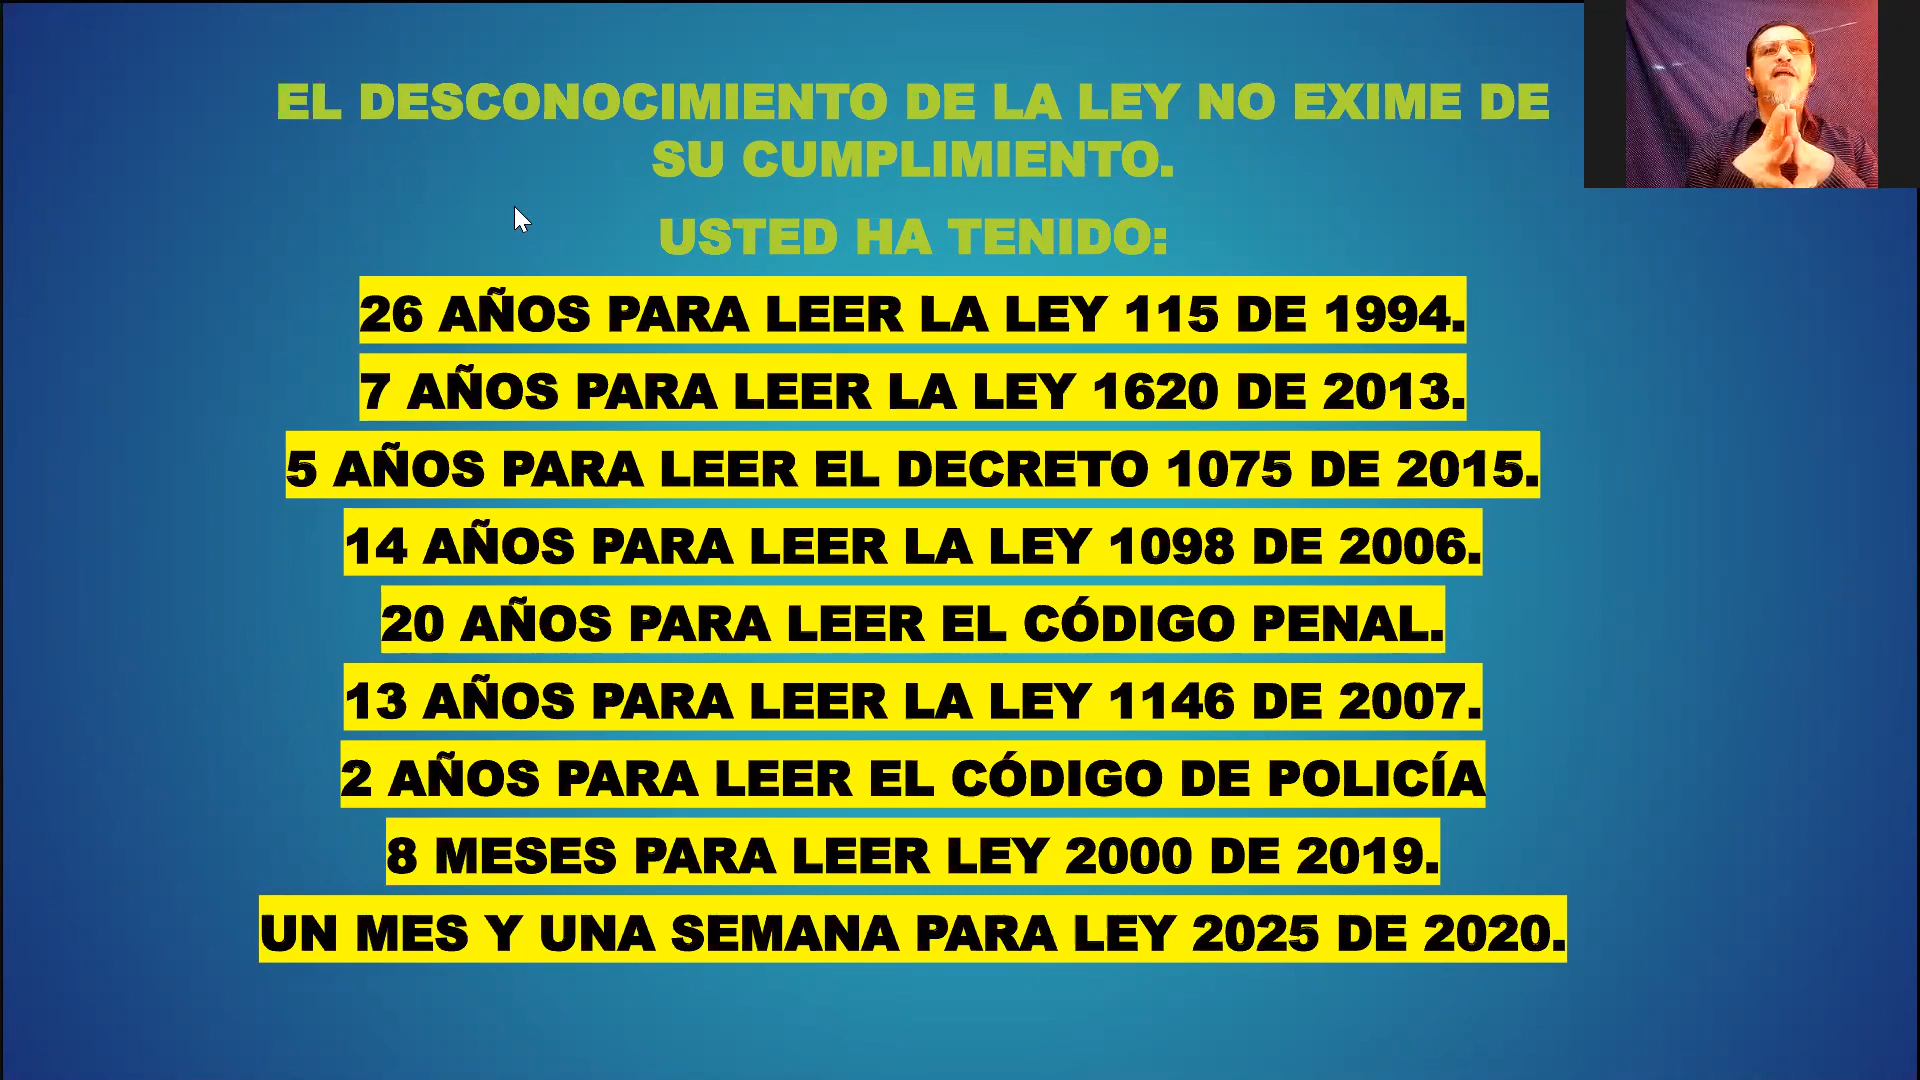 EL DESCONOCIMIENTO DE LA LEY NO EXIME DE
SU CUMPLIMIENTO.
USTED HA TENIDO:
26 AÑOS PARA LEER LA LEY 115 DE 1994.
7 AÑOS PARA LEER LA LEY 1620 DE 2013.
5 AÑOS PARA LEER EL DECRETO 1075 DE 2015.
14 AÑOS PARA LEER LA LEY 1098 DE 2006.
20 AÑOS PARA LEER EL CÓDIGO PENAL.
13 AÑOS PARA LEER LA LEY 1146 DE 2007.
2 AÑOS PARA LEER EL CÓDIGO DE POLICÍA
8 MESES PARA LEER LEY 2000 DE 2019.
UN MES Y UNA SEMANA PARA LEY 2025 DE 2020.